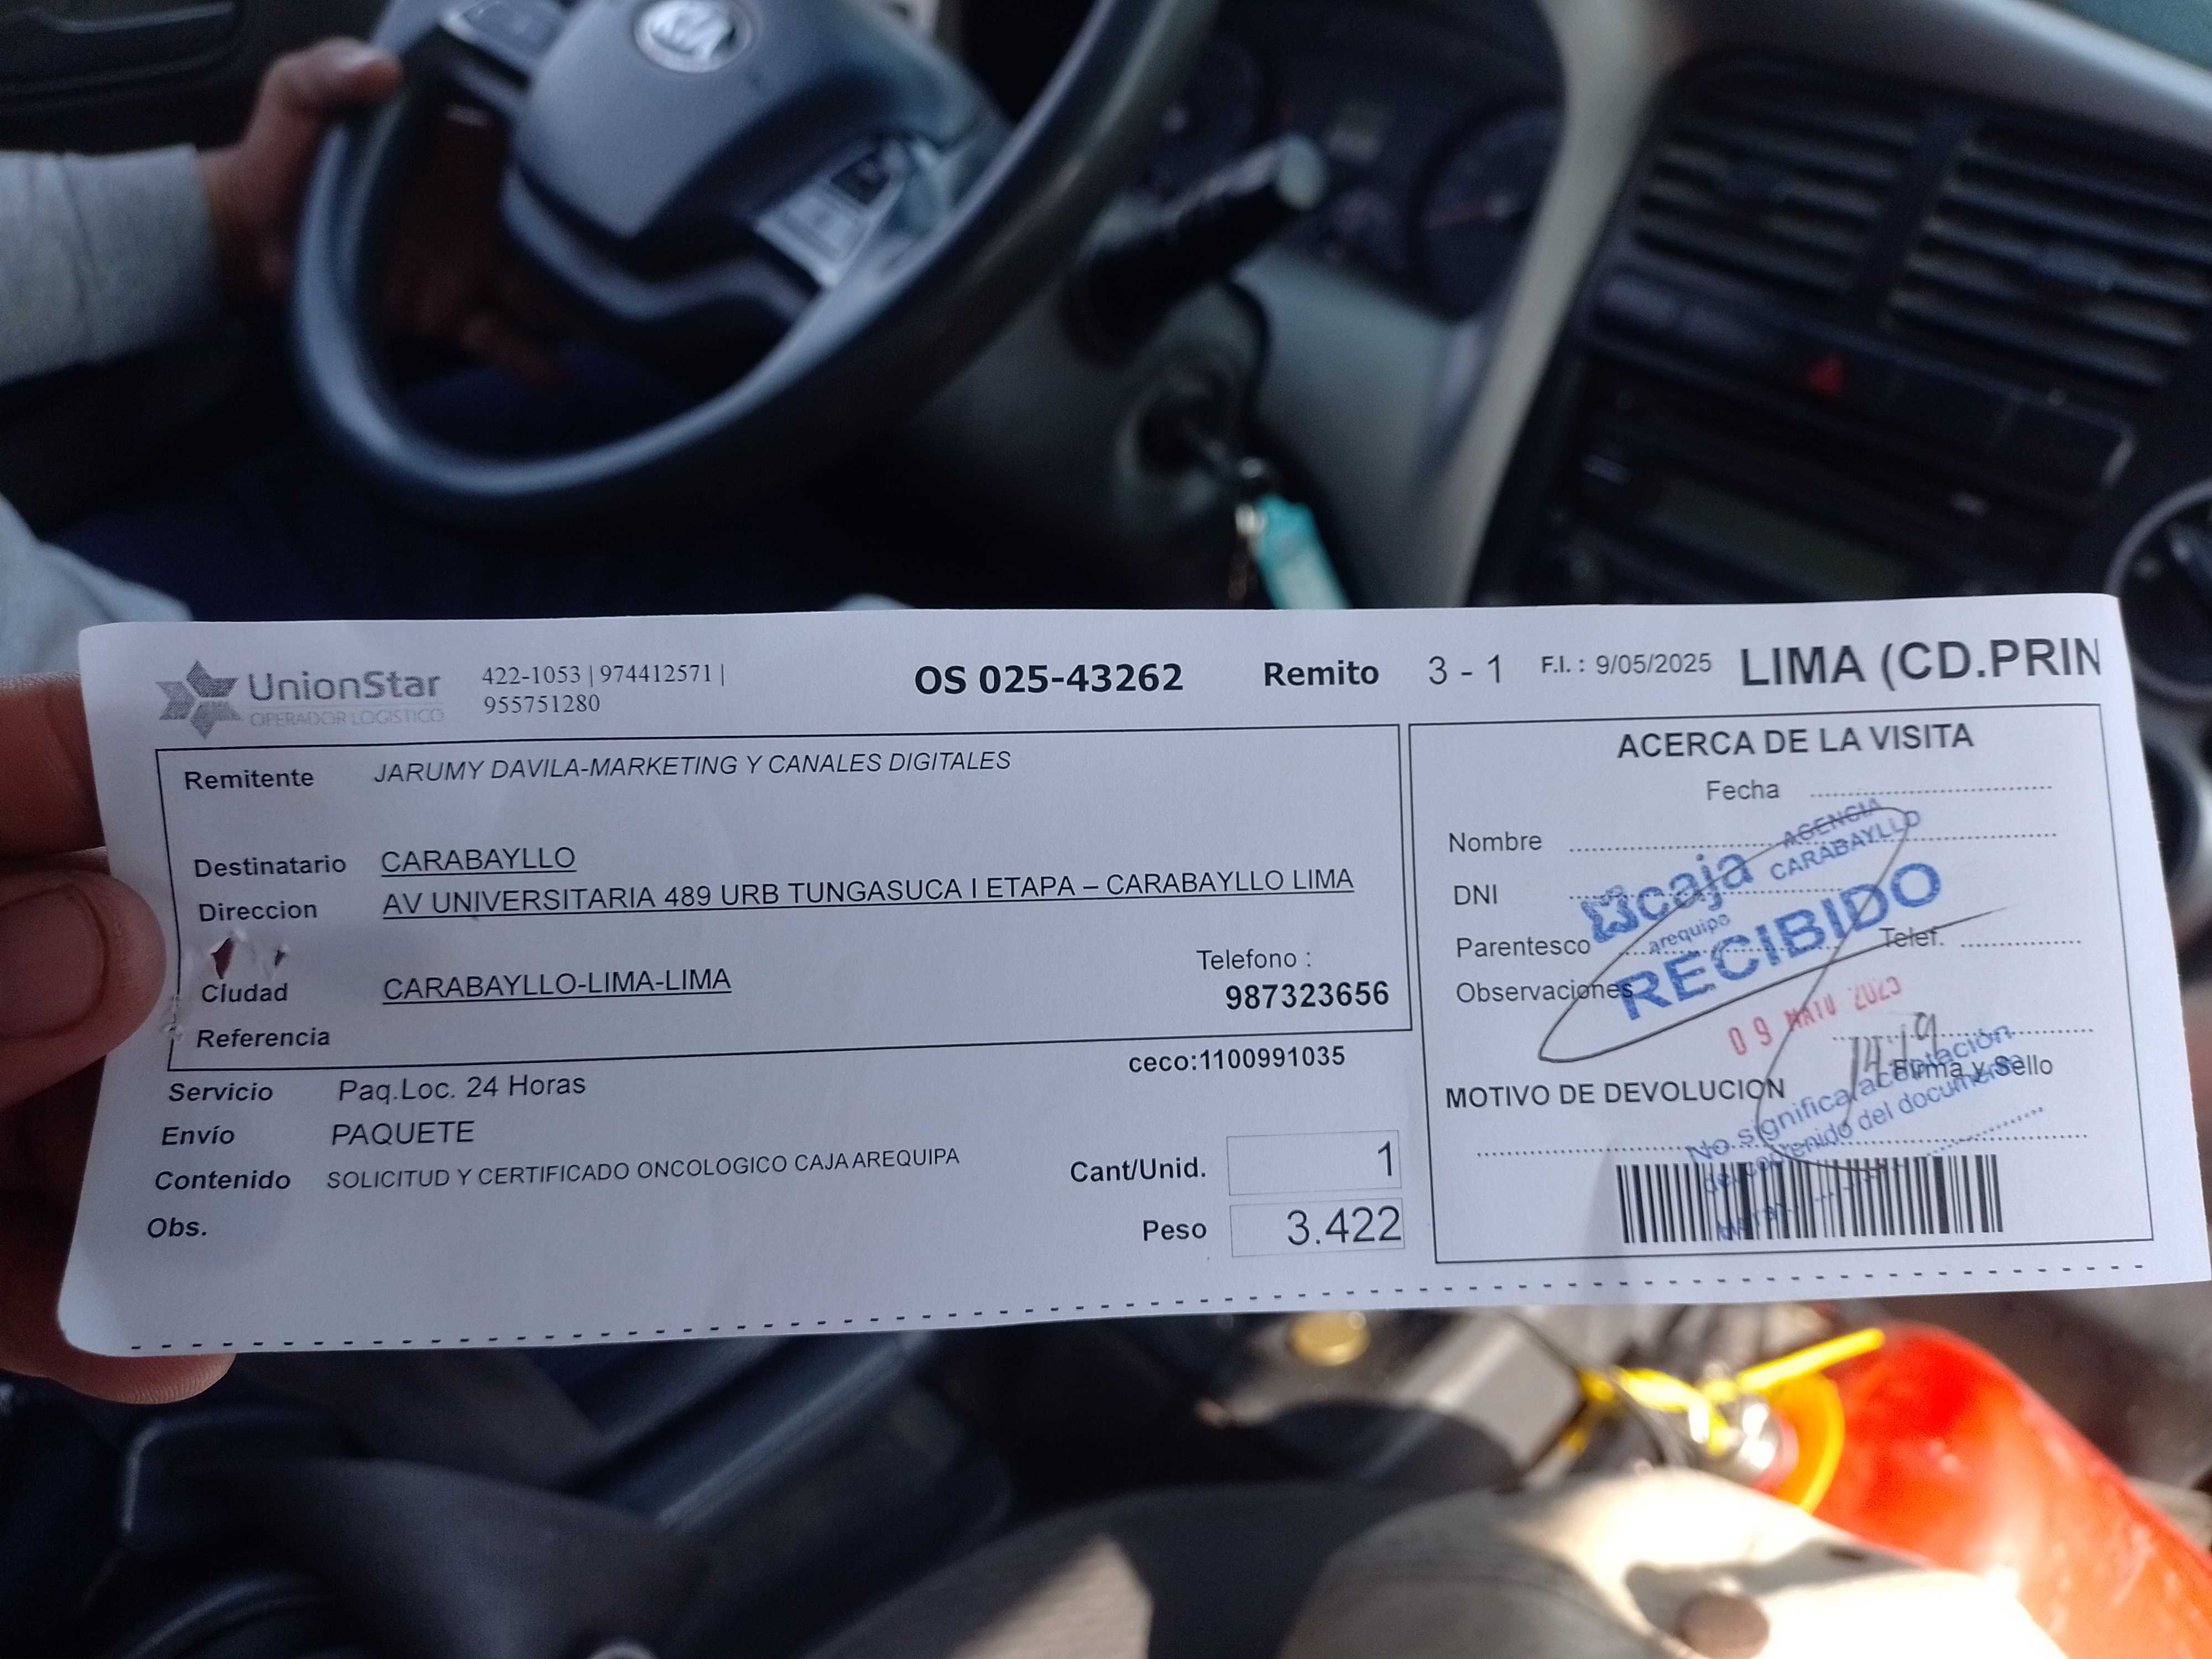 KIA
UnionStar
OPERADOR LOGISTICO
422-1053 | 974412571 |
955751280
OS 025-43262
Remito 3 - 1
F.I. : 9/05/2025
LIMA (CD.PRIN
Remitente JARUMY DAVILA-MARKETING Y CANALES DIGITALES
Destinatario CARABAYLLO
Direccion AV UNIVERSITARIA 489 URB TUNGASUCA I ETAPA – CARABAYLLO LIMA
Ciudad CARABAYLLO-LIMA-LIMA
Telefono :
987323656
Referencia
ceco:1100991035
Servicio Paq.Loc. 24 Horas
Envío PAQUETE
Contenido SOLICITUD Y CERTIFICADO ONCOLOGICO CAJA AREQUIPA
Obs.
Cant/Unid. 1
Peso 3.422
ACERCA DE LA VISITA
Fecha
Nombre
DNI
Parentesco
Telef.
Observaciones
Firma y Sello
MOTIVO DE DEVOLUCION
AGENCIA
CARABAYLLO
caja
arequipa
RECIBIDO
09 MAYO 2025
No significa aceptación
del contenido del documento